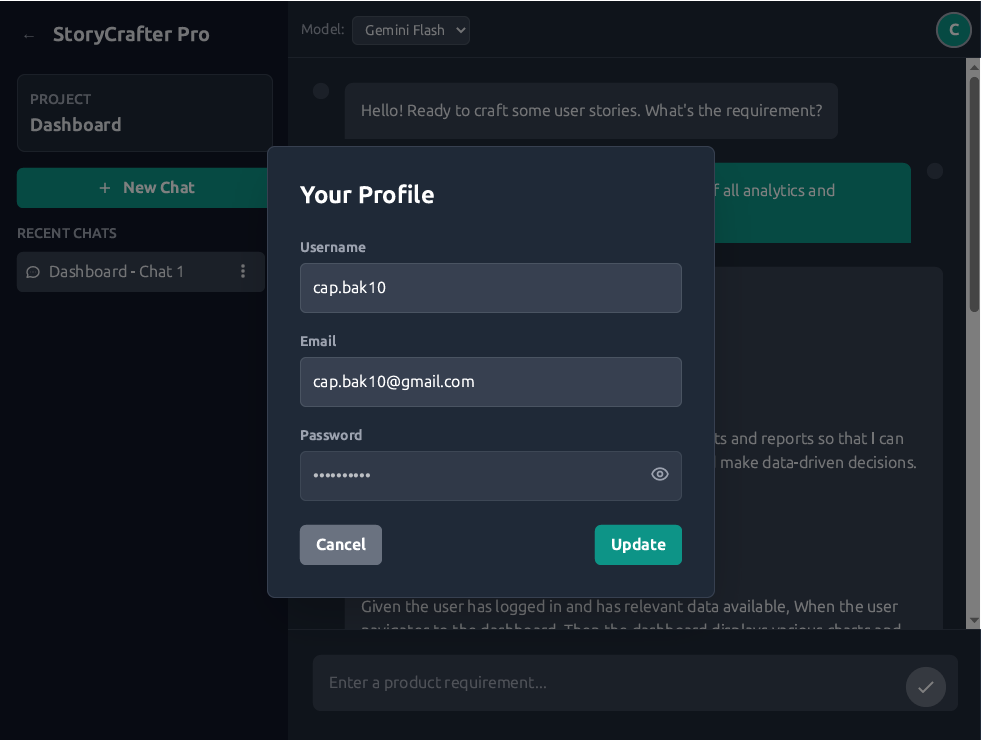 ← StoryCrafter Pro
PROJECT
Dashboard
+ New Chat
RECENT CHATS
Dashboard - Chat 1
Model: Gemini Flash
C
Hello! Ready to craft some user stories. What's the requirement?
all analytics and
Your Profile
Username
cap.bak10
Email
cap.bak10@gmail.com
Password
••••••••••
Cancel
Update
and reports so that I can
make data-driven decisions.
Given the user has logged in and has relevant data available, When the user
Enter a product requirement...